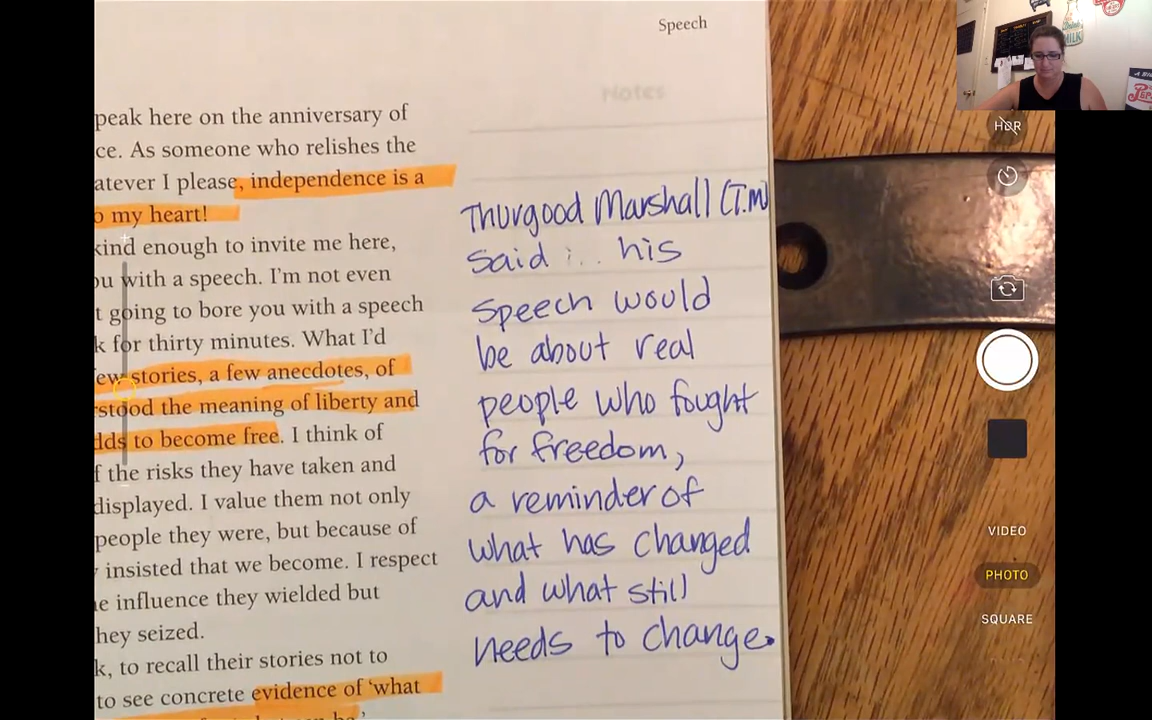 Speech
Notes
peak here on the anniversary of
ce. As someone who relishes the
atever I please, independence is a
o my heart!
kind enough to invite me here,
ou with a speech. I'm not even
t going to bore you with a speech
k for thirty minutes. What I'd
ew stories, a few anecdotes, of
rstood the meaning of liberty and
dds to become free. I think of
f the risks they have taken and
displayed. I value them not only
people they were, but because of
insisted that we become. I respect
e influence they wielded but
hey seized.
k, to recall their stories not to
to see concrete evidence of 'what
Thurgood Marshall (T.M)
said ... his
speech would
be about real
people who fought
for freedom,
a reminder of
what has changed
and what still
needs to change.
HDR
VIDEO
PHOTO
SQUARE
MILK